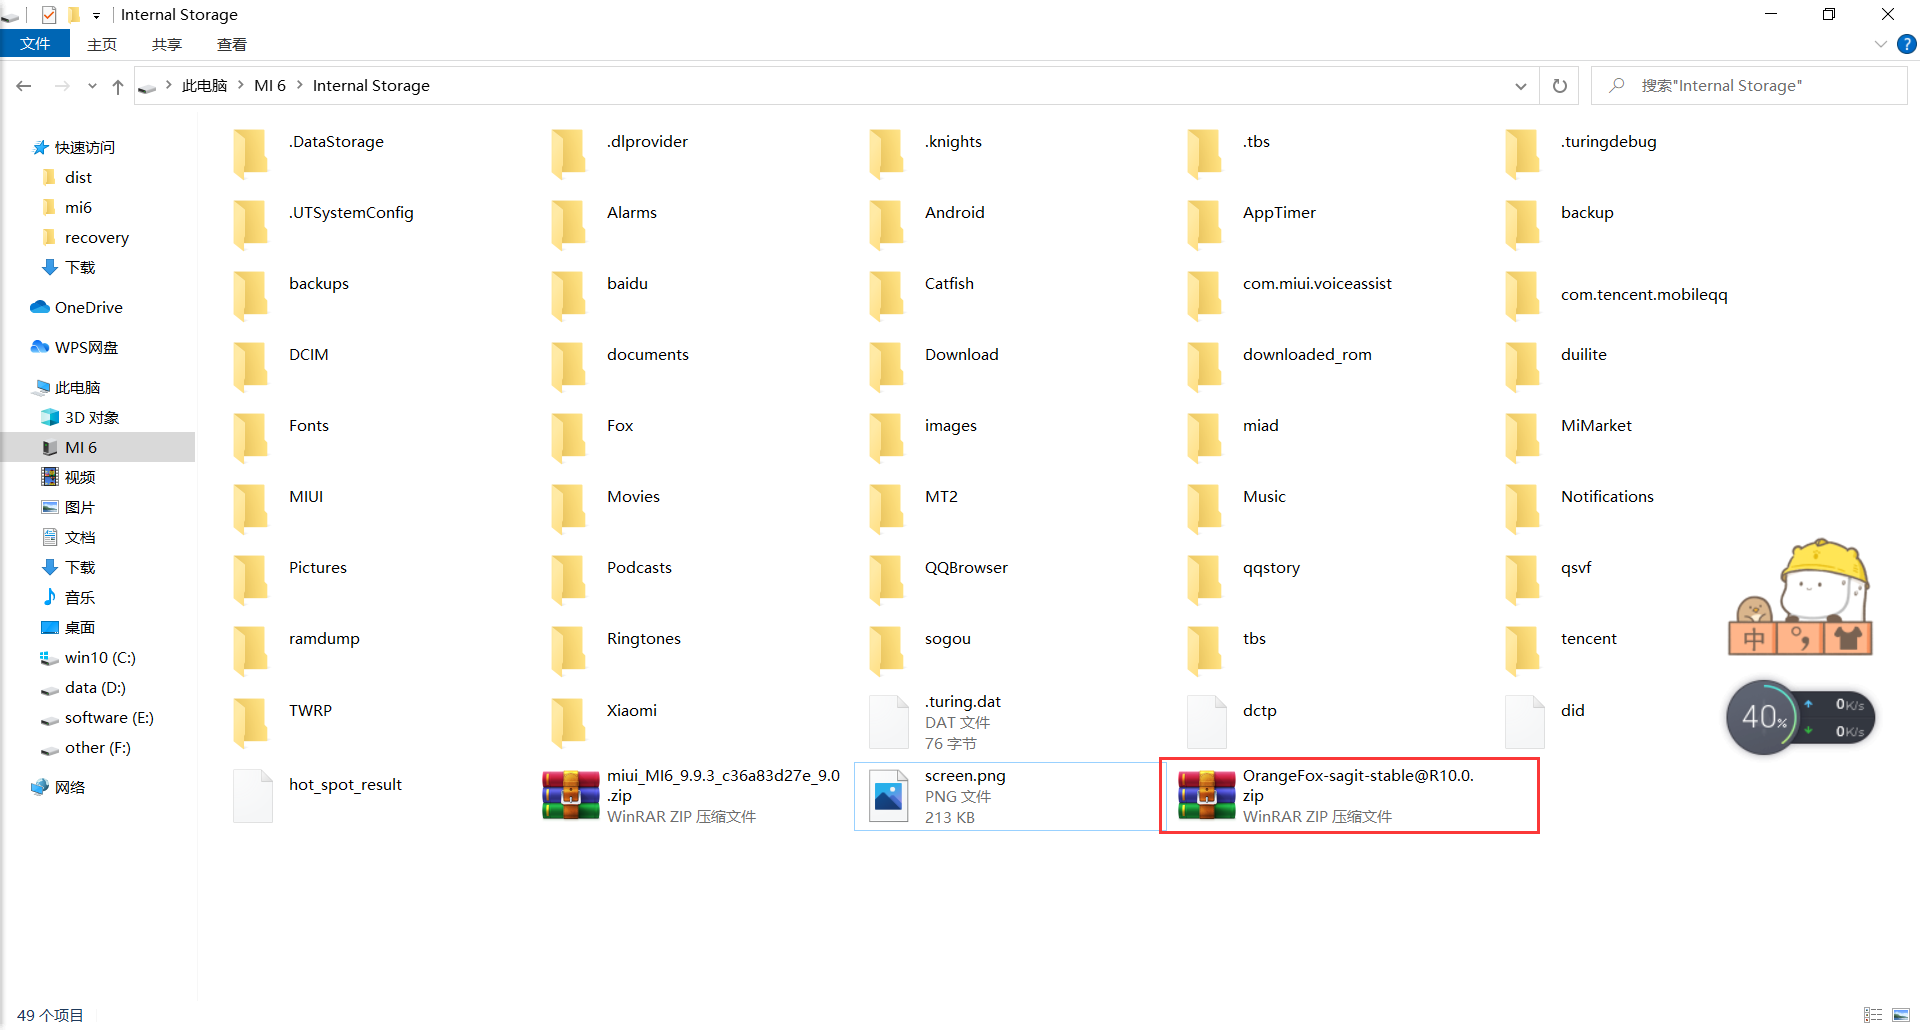 Internal Storage
文件
主页
共享
查看
此电脑
MI 6
Internal Storage
搜索"Internal Storage"
快速访问
dist
mi6
recovery
下载
OneDrive
WPS网盘
此电脑
3D 对象
MI 6
视频
图片
文档
下载
音乐
桌面
win10 (C:)
data (D:)
software (E:)
other (F:)
网络
.DataStorage
.dlprovider
.knights
.tbs
.turingdebug
.UTSystemConfig
Alarms
Android
AppTimer
backup
backups
baidu
Catfish
com.miui.voiceassist
com.tencent.mobileqq
DCIM
documents
Download
downloaded_rom
duilite
Fonts
Fox
images
miad
MiMarket
MIUI
Movies
MT2
Music
Notifications
Pictures
Podcasts
QQBrowser
qqstory
qsvf
ramdump
Ringtones
sogou
tbs
tencent
TWRP
Xiaomi
.turing.dat
DAT 文件
76 字节
dctp
did
hot_spot_result
miui_MI6_9.9.3_c36a83d27e_9.0
.zip
WinRAR ZIP 压缩文件
screen.png
PNG 文件
213 KB
OrangeFox-sagit-stable@R10.0.
zip
WinRAR ZIP 压缩文件
中
40%
0K/s
0K/s
49 个项目